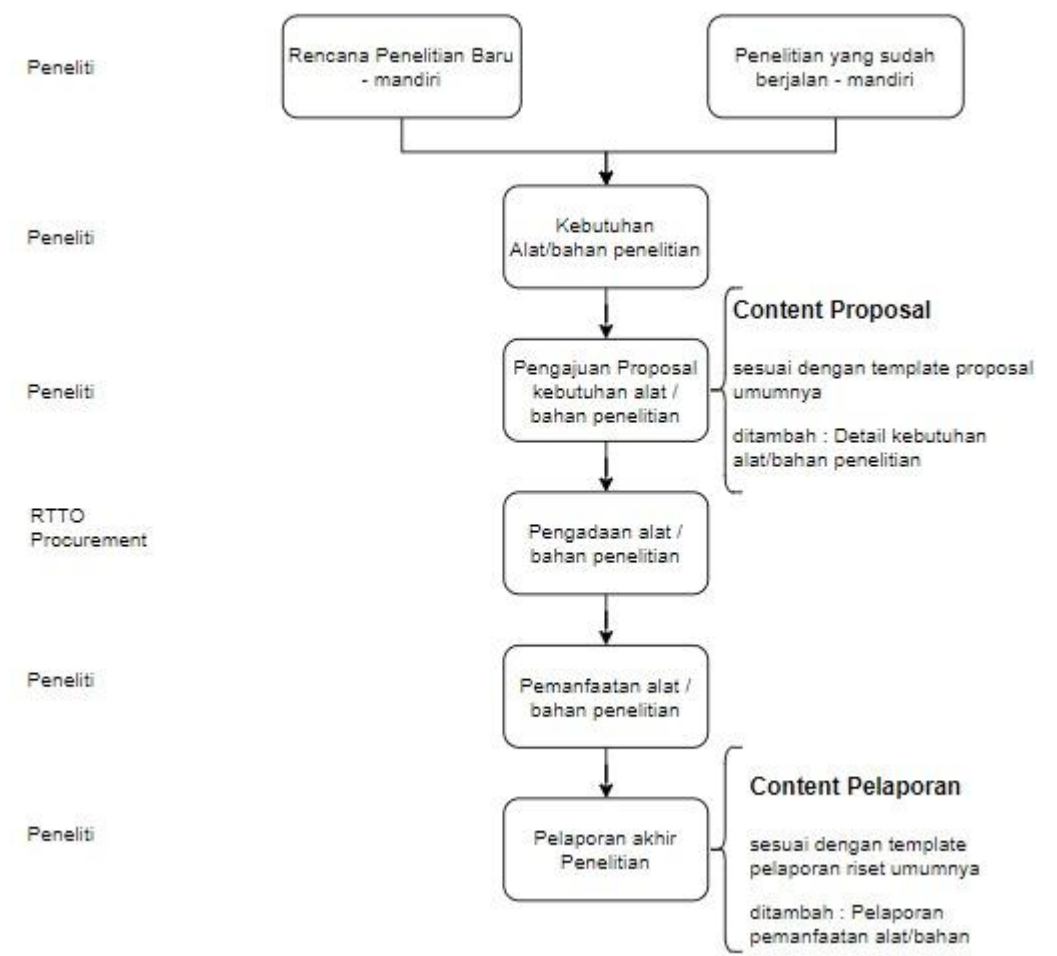 Peneliti
Rencana Penelitian Baru
- mandiri
Penelitian yang sudah
berjalan - mandiri
Peneliti
Kebutuhan
Alat/bahan penelitian
Peneliti
Pengajuan Proposal
kebutuhan alat /
bahan penelitian
Content Proposal
sesuai dengan template proposal
umumnya
ditambah : Detail kebutuhan
alat/bahan penelitian
RTTO
Procurement
Pengadaan alat /
bahan penelitian
Peneliti
Pemanfaatan alat /
bahan penelitian
Peneliti
Pelaporan akhir
Penelitian
Content Pelaporan
sesuai dengan template
pelaporan riset umumnya
ditambah : Pelaporan
pemanfaatan alat/bahan